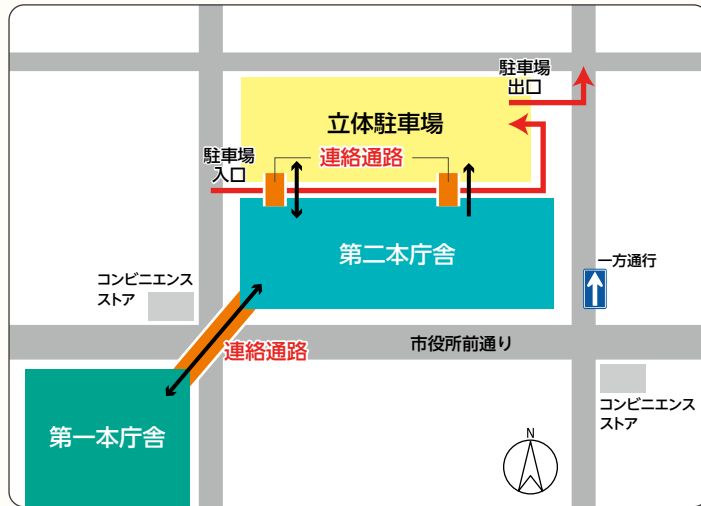 駐車場
出口
立体駐車場
連絡通路
駐車場
入口
第二本庁舎
一方通行
コンビニエンス
ストア
市役所前通り
連絡通路
コンビニエンス
ストア
第一本庁舎
N